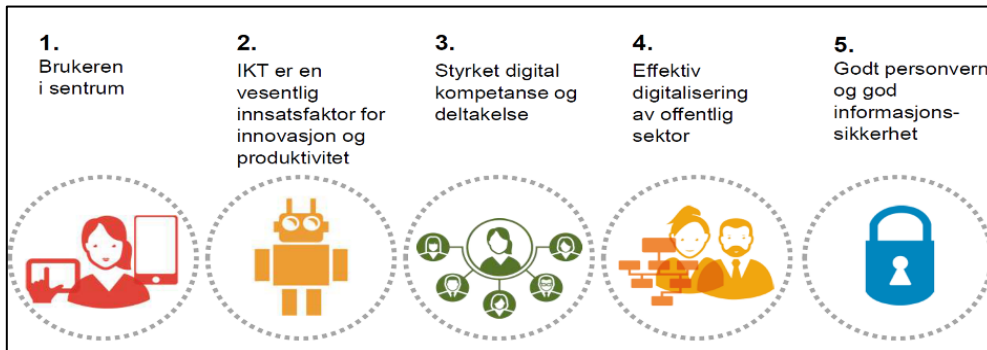 1.
Brukeren
i sentrum
2.
IKT er en
vesentlig
innsatsfaktor for
innovasjon og
produktivitet
3.
Styrket digital
kompetanse og
deltakelse
4.
Effektiv
digitalisering
av offentlig
sektor
5.
Godt personvern
og god
informasjons-
sikkerhet